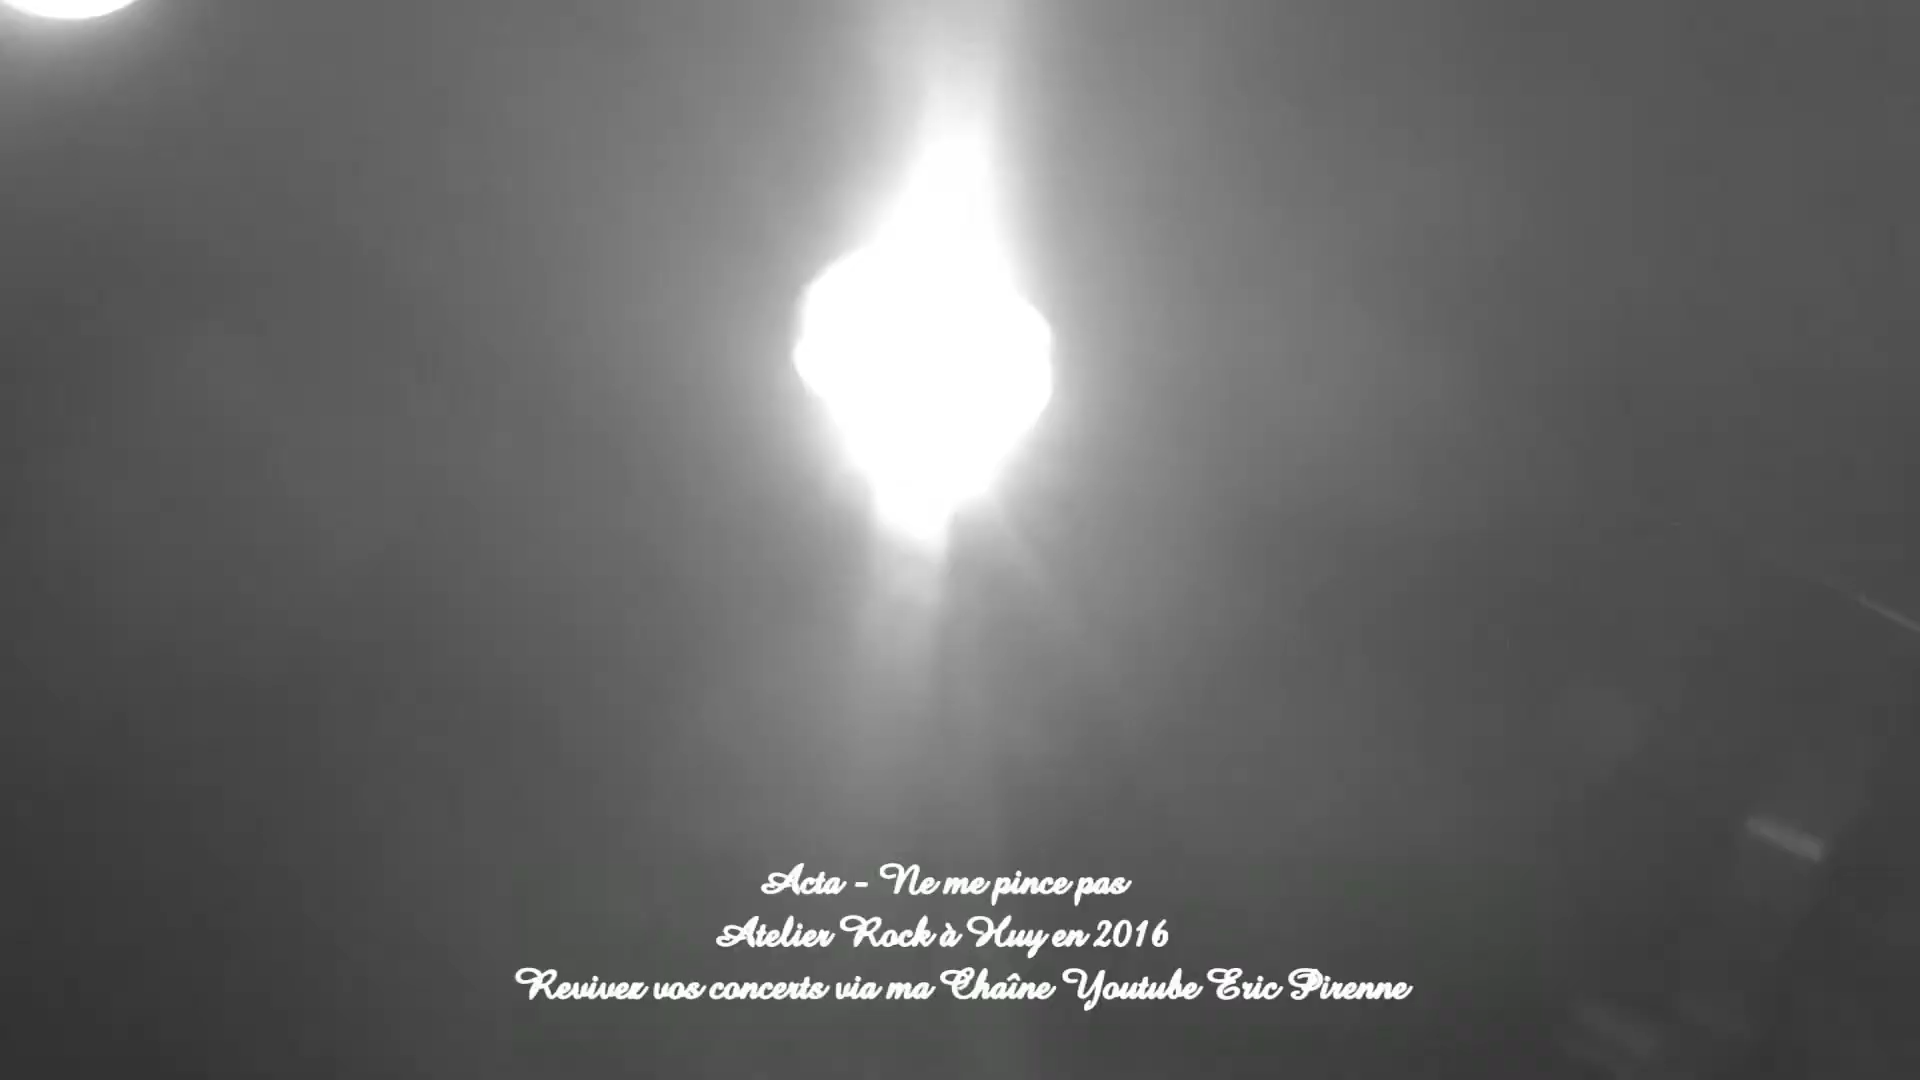 Acta - Ne me pince pas
Atelier Rock à Huy en 2016
Revivez vos concerts via ma Chaîne Youtube Eric Pirenne